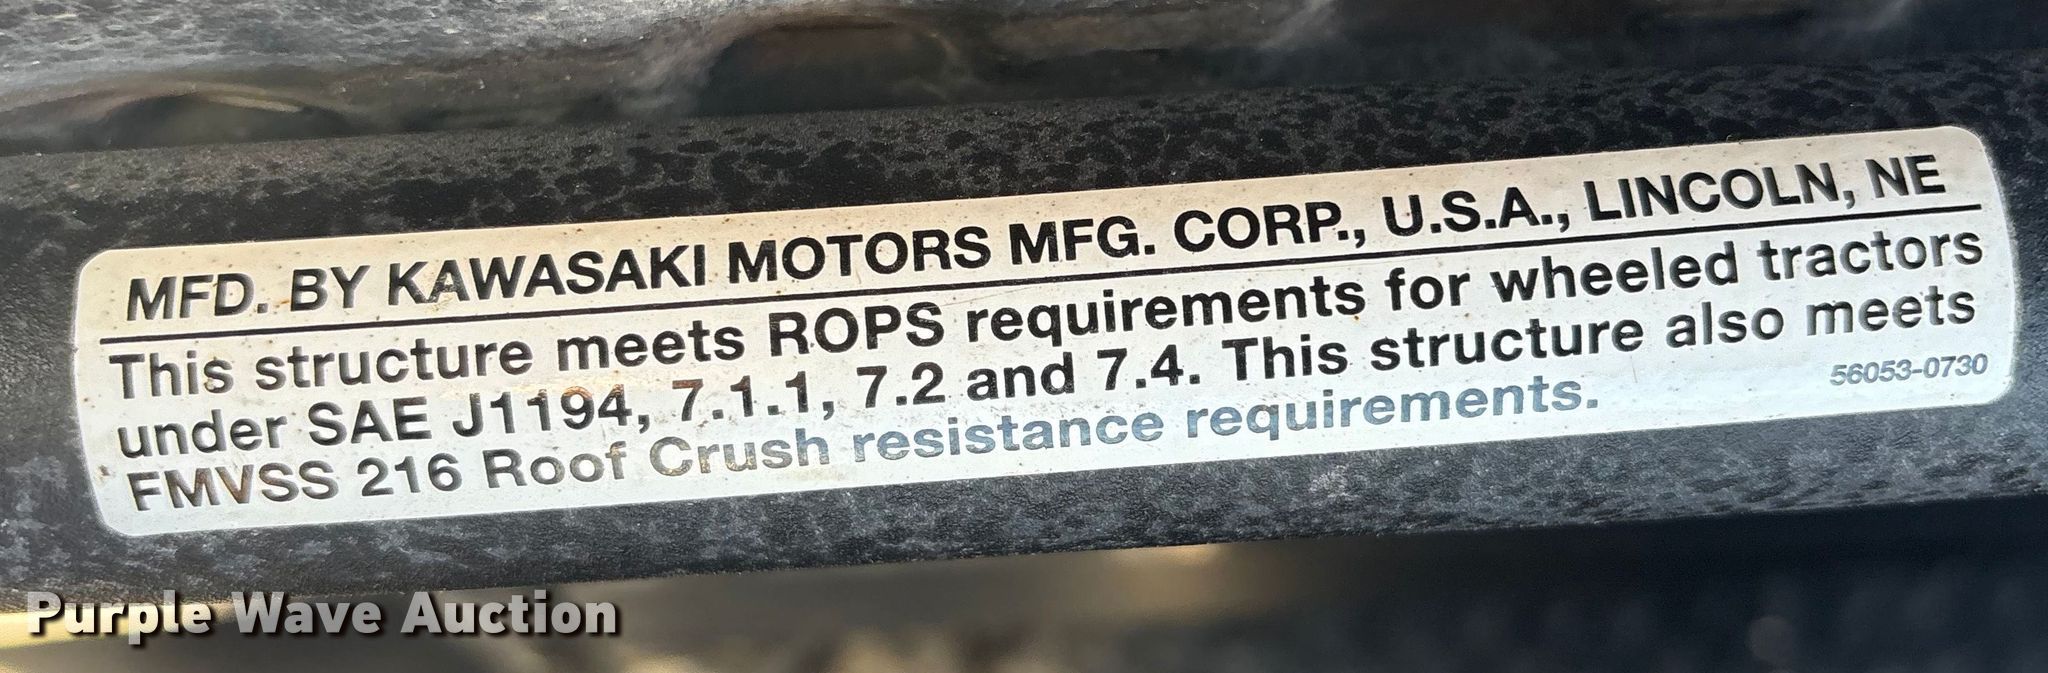 MFD. BY KAWASAKI MOTORS MFG. CORP., U.S.A., LINCOLN, NE
This structure meets ROPS requirements for wheeled tractors
under SAE J1194, 7.1.1, 7.2 and 7.4. This structure also meets
FMVSS 216 Roof Crush resistance requirements.
56053-0730
Purple Wave Auction